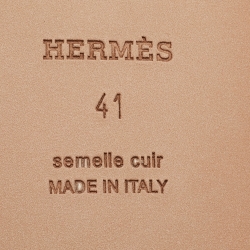 HERMÈS
41
semelle cuir
MADE IN ITALY